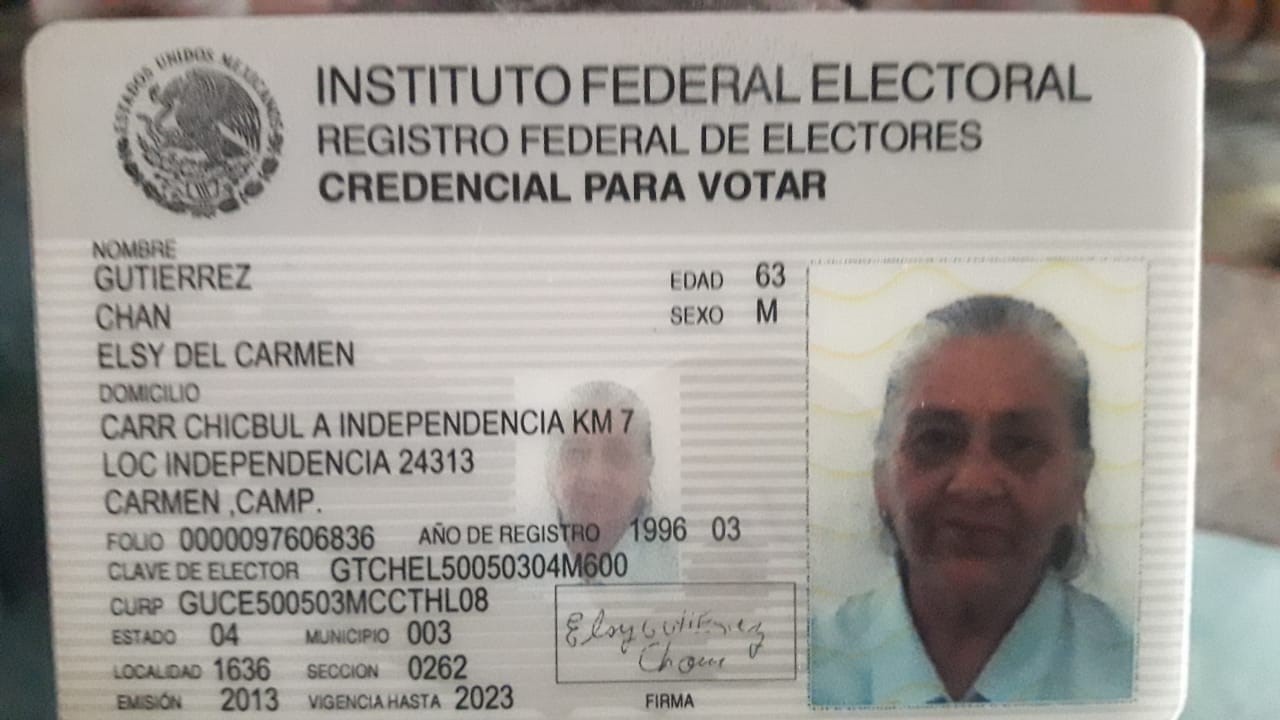 ESTADOS UNIDOS MEXICANOS
INSTITUTO FEDERAL ELECTORAL
REGISTRO FEDERAL DE ELECTORES
CREDENCIAL PARA VOTAR
NOMBRE
GUTIERREZ
CHAN
ELSY DEL CARMEN
EDAD 63
SEXO M
DOMICILIO
CARR CHICBUL A INDEPENDENCIA KM 7
LOC INDEPENDENCIA 24313
CARMEN ,CAMP.
FOLIO 0000097606836 AÑO DE REGISTRO 1996 03
CLAVE DE ELECTOR GTCHEL50050304M600
CURP GUCE500503MCCTHL08
ESTADO 04 MUNICIPIO 003
LOCALIDAD 1636 SECCION 0262
EMISIÓN 2013 VIGENCIA HASTA 2023
Elsy Gutierrez
Chan
FIRMA